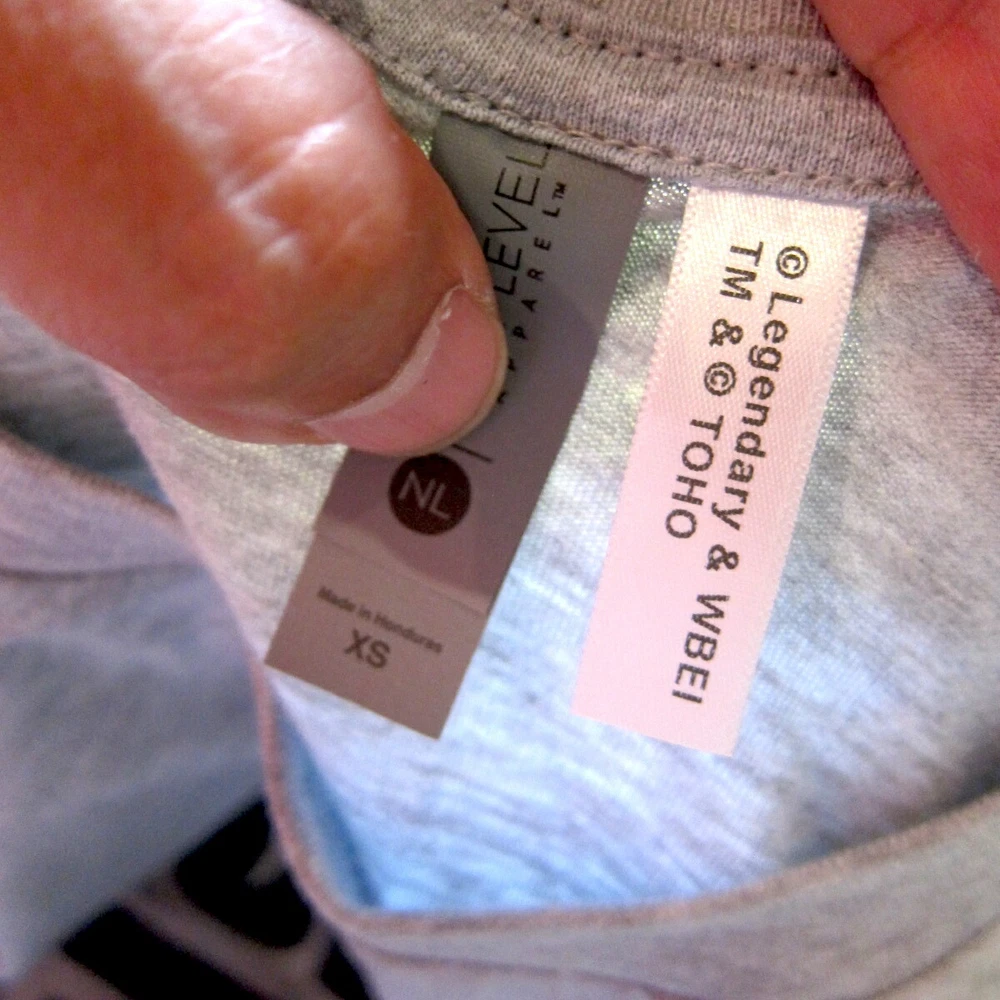 LEVEL
APPAREL™
NL
Made in Honduras
XS
©Legendary & WBEI
TM & © TOHO